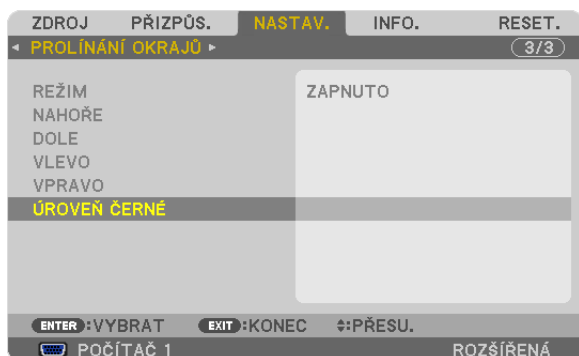 ZDROJ PŘIZPŮS. NASTAV. INFO. RESET.
◂ PROLÍNÁNÍ OKRAJŮ ▸ 3/3
REŽIM ZAPNUTO
NAHOŘE
DOLE
VLEVO
VPRAVO
ÚROVEŇ ČERNÉ
ENTER :VYBRAT EXIT :KONEC :PŘESU.
POČÍTAČ 1 ROZŠÍŘENÁ